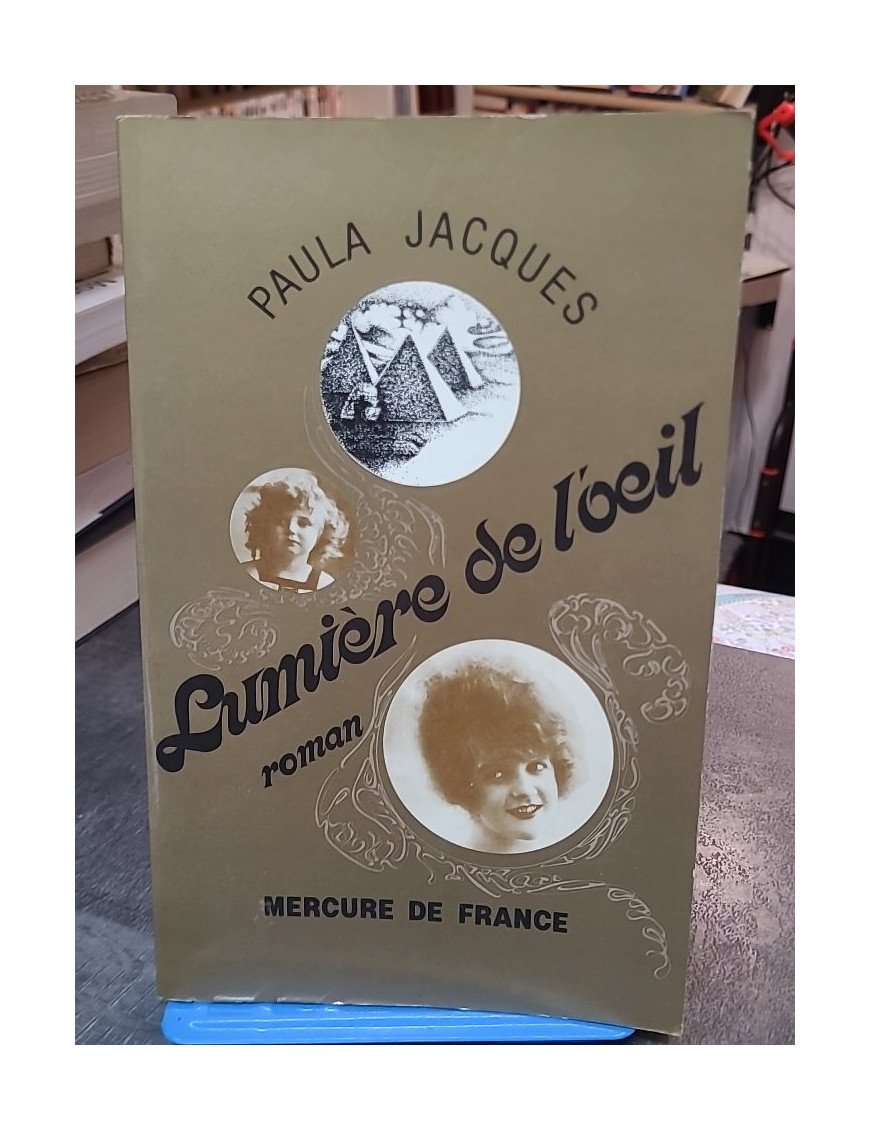 PAULA JACQUES
Lumière de l'oeil
roman
MERCURE DE FRANCE